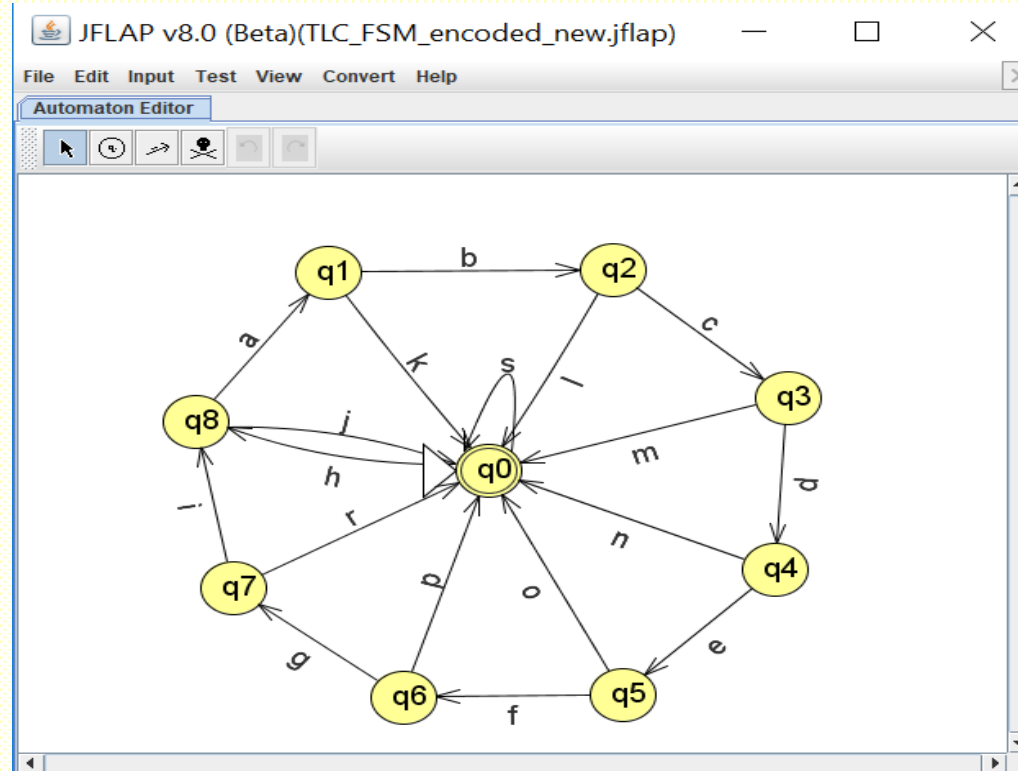 JFLAP v8.0 (Beta)(TLC_FSM_encoded_new.jflap)
File Edit Input Test View Convert Help
Automaton Editor
q1
b
q2
a
k
s
l
c
q8
j
q3
h
q0
m
d
i
r
n
q7
p
o
q4
g
e
q6
f
q5